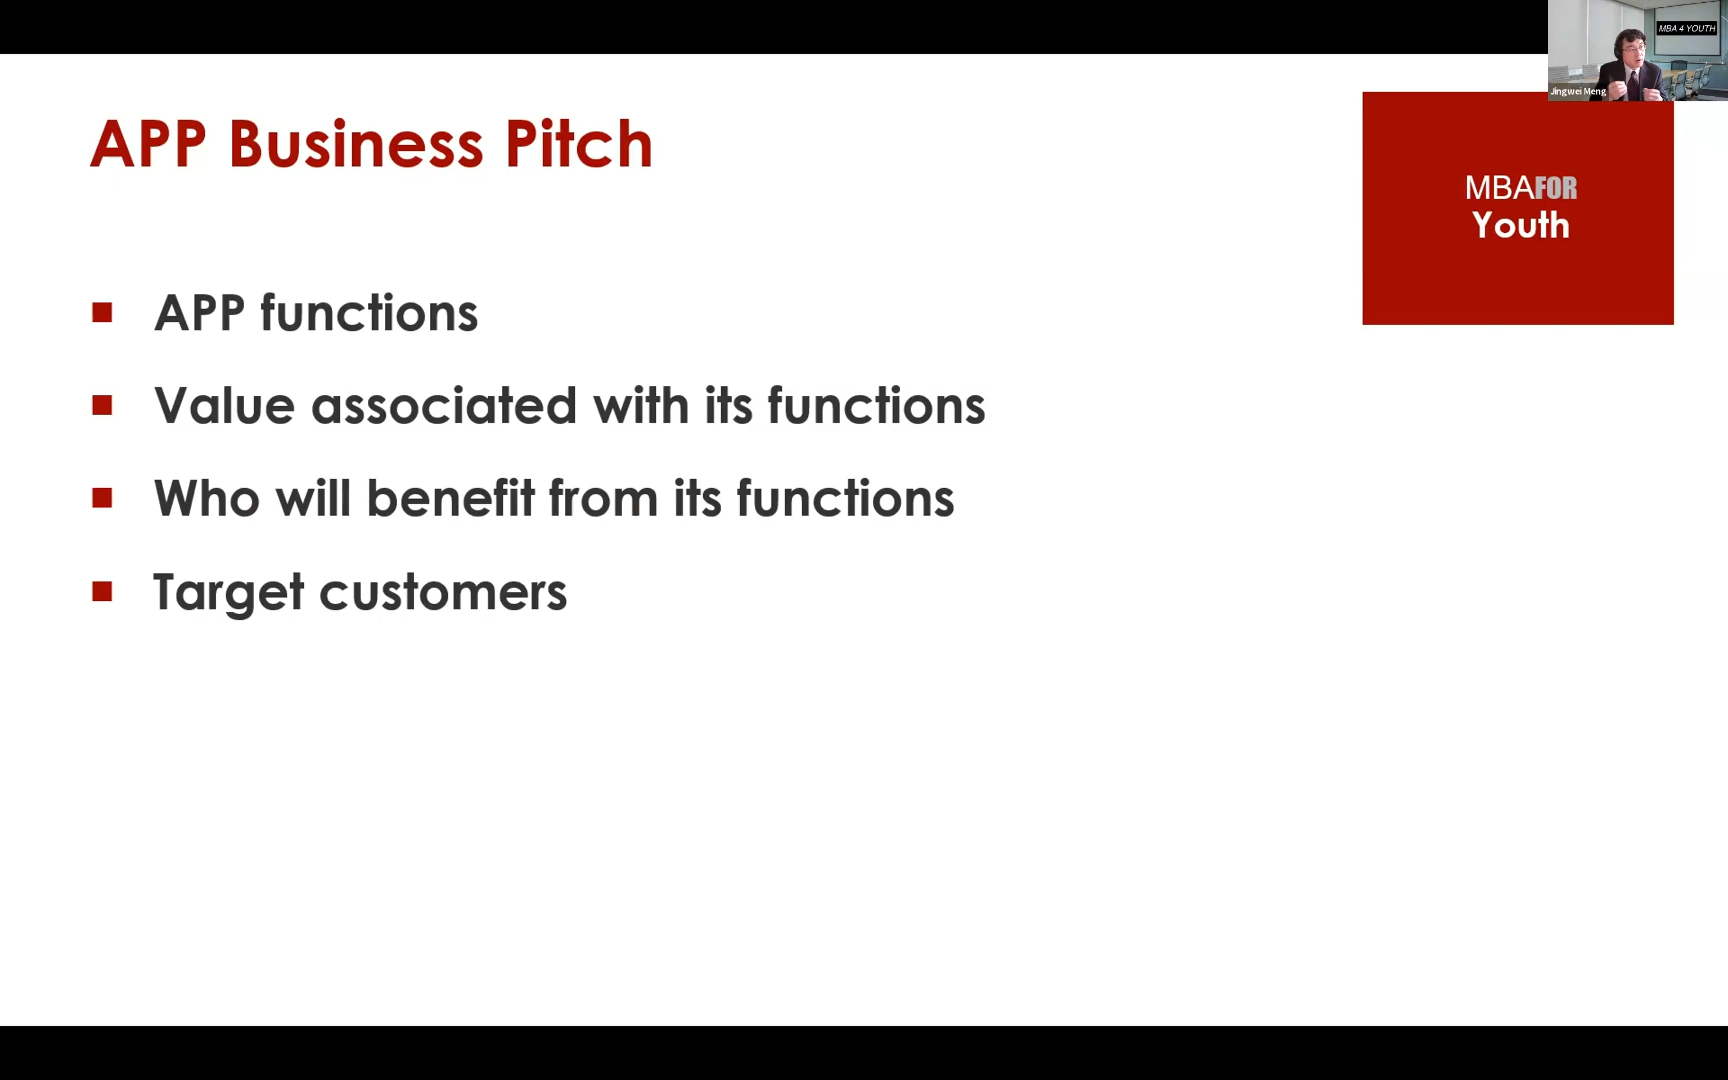 MBA 4 YOUTH
Jingwei Meng
APP Business Pitch
MBAFOR
Youth
APP functions
Value associated with its functions
Who will benefit from its functions
Target customers